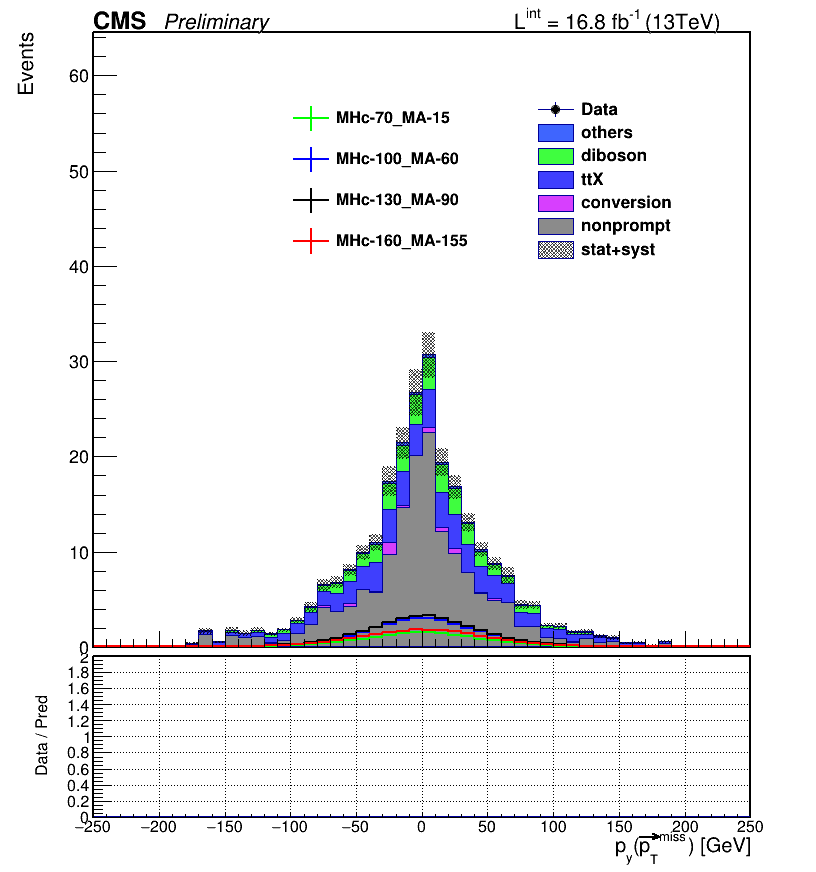 CMS Preliminary L^int = 16.8 fb^-1 (13TeV)
Events
60
50
40
30
20
10
0
MHc-70_MA-15
MHc-100_MA-60
MHc-130_MA-90
MHc-160_MA-155
Data
others
diboson
ttX
conversion
nonprompt
stat+syst
Data / Pred
2
1.8
1.6
1.4
1.2
1
0.8
0.6
0.4
0.2
0
−250 −200 −150 −100 −50 0 50 100 150 200 250
p_y(p⃗_T^miss) [GeV]